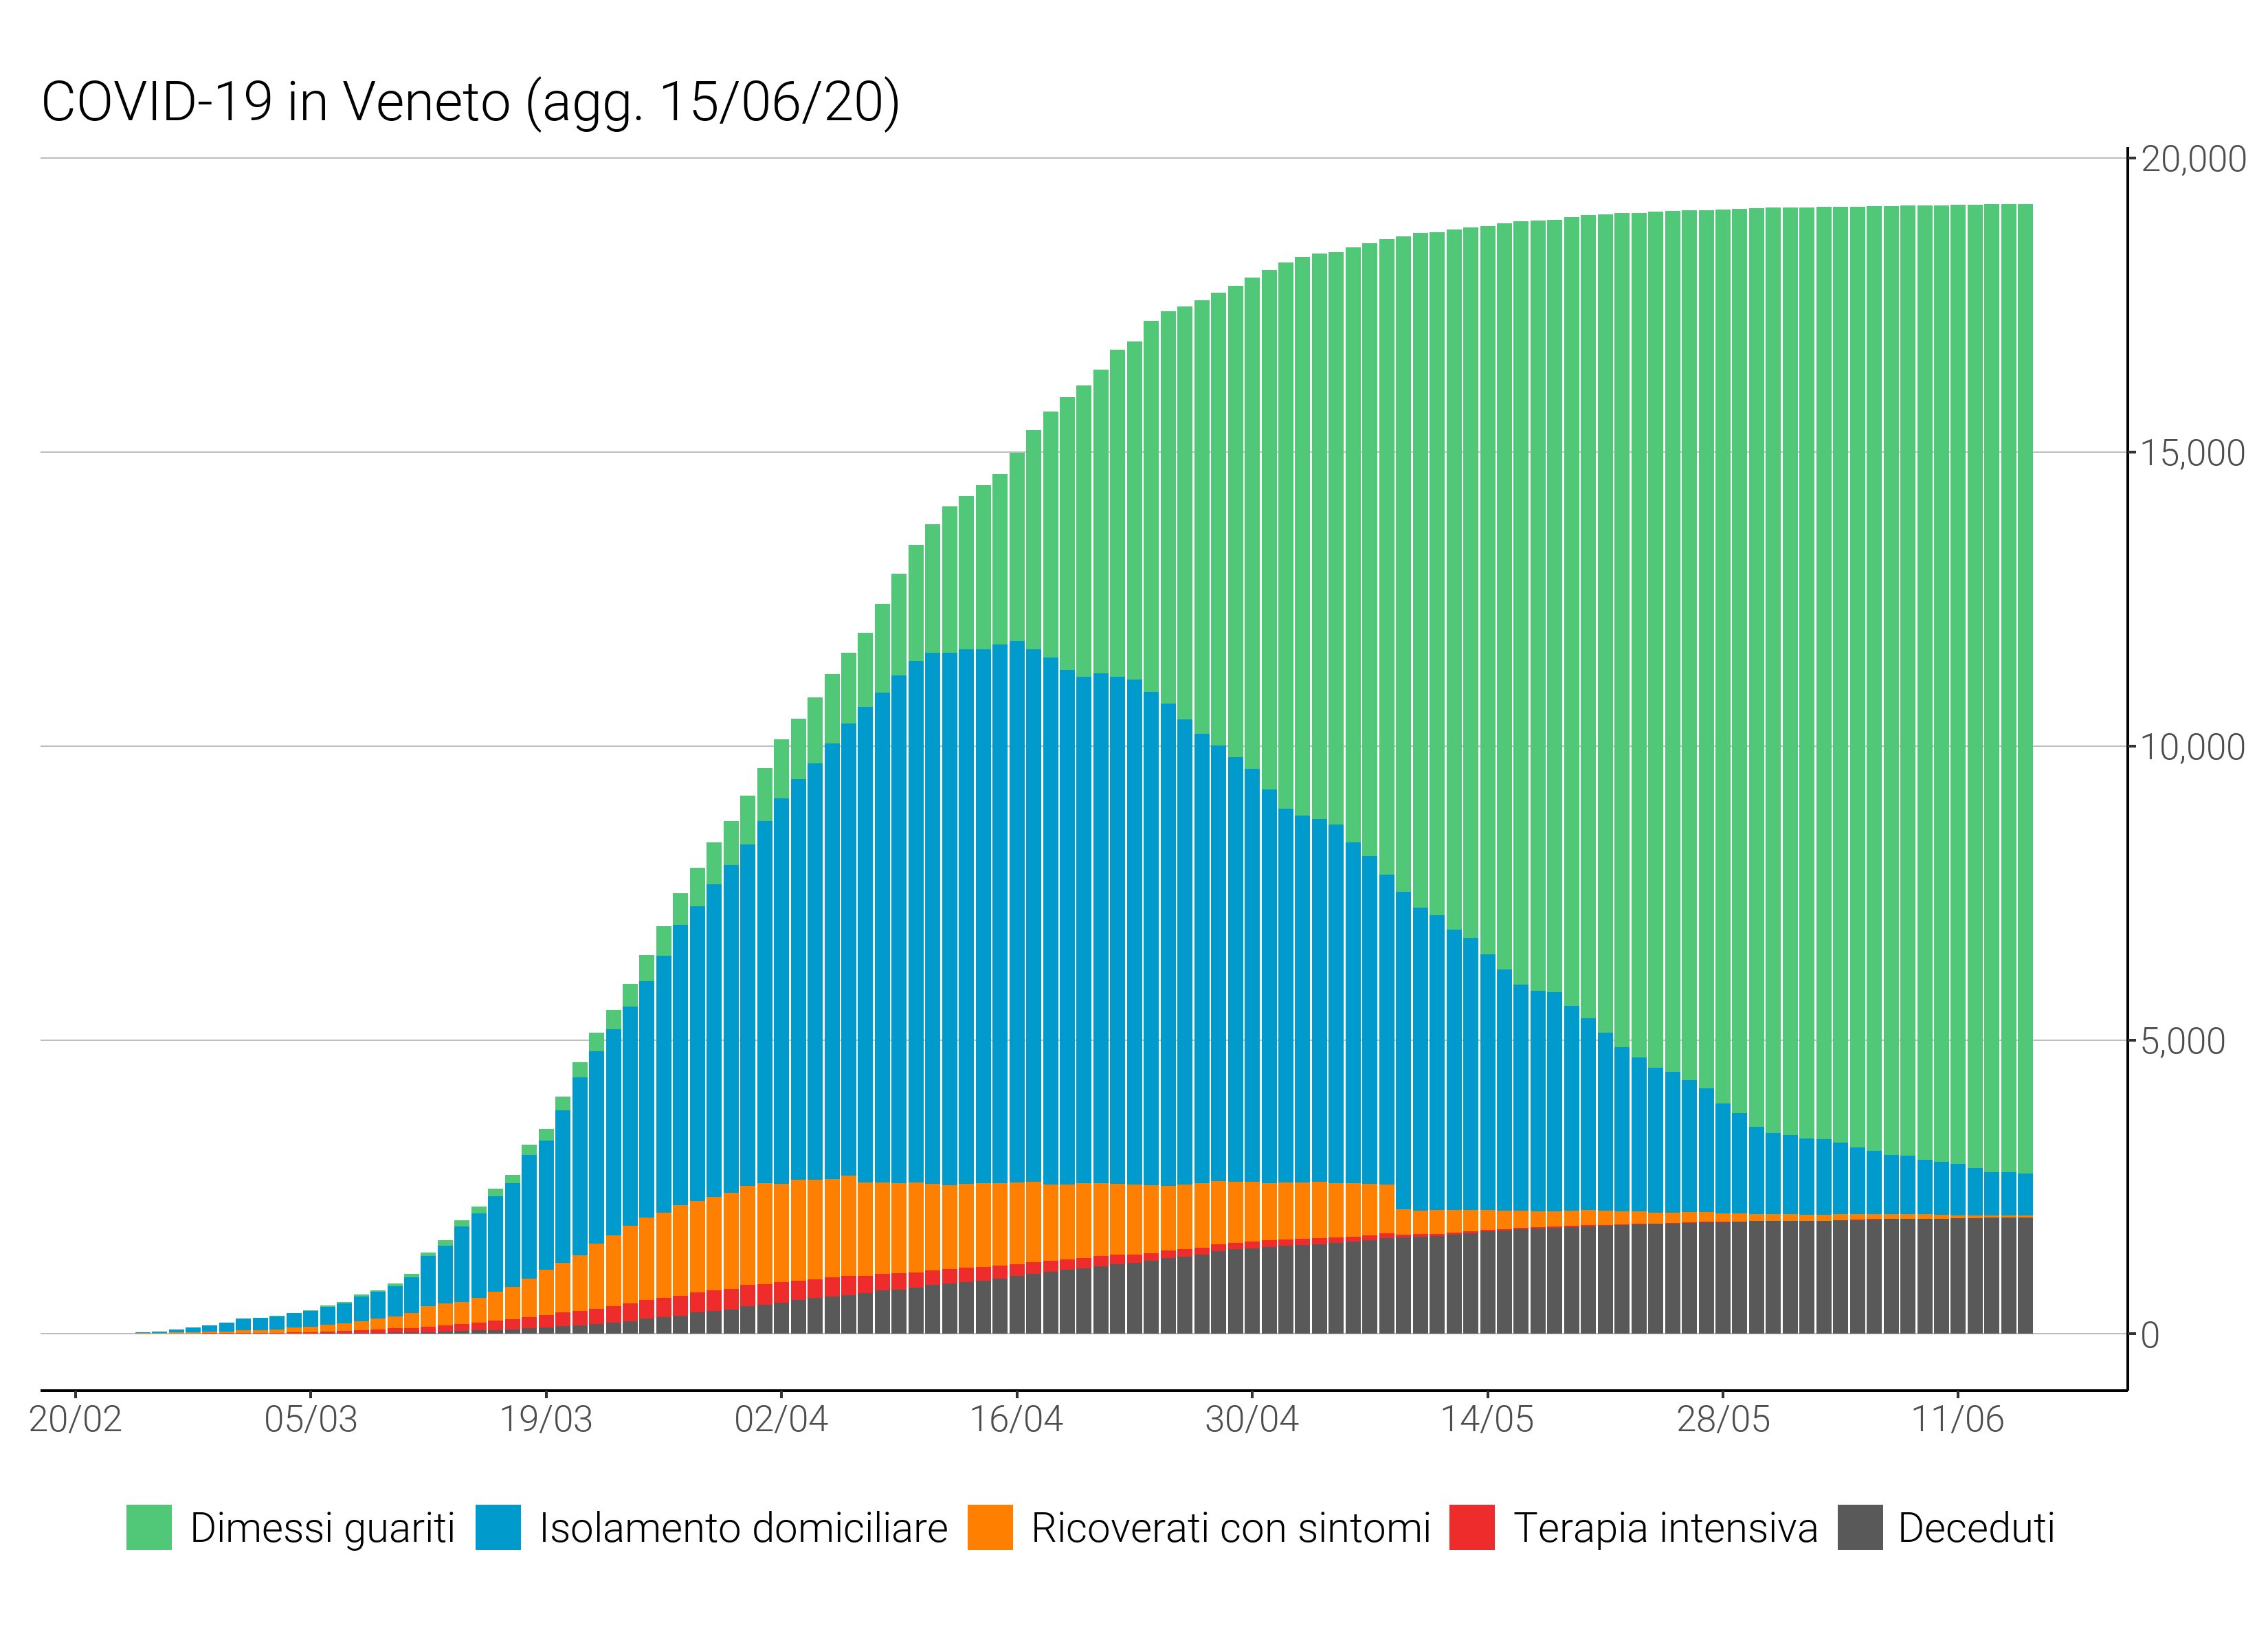 COVID-19 in Veneto (agg. 15/06/20)
20,000
15,000
10,000
5,000
0
20/02 05/03 19/03 02/04 16/04 30/04 14/05 28/05 11/06
Dimessi guariti Isolamento domiciliare Ricoverati con sintomi Terapia intensiva Deceduti